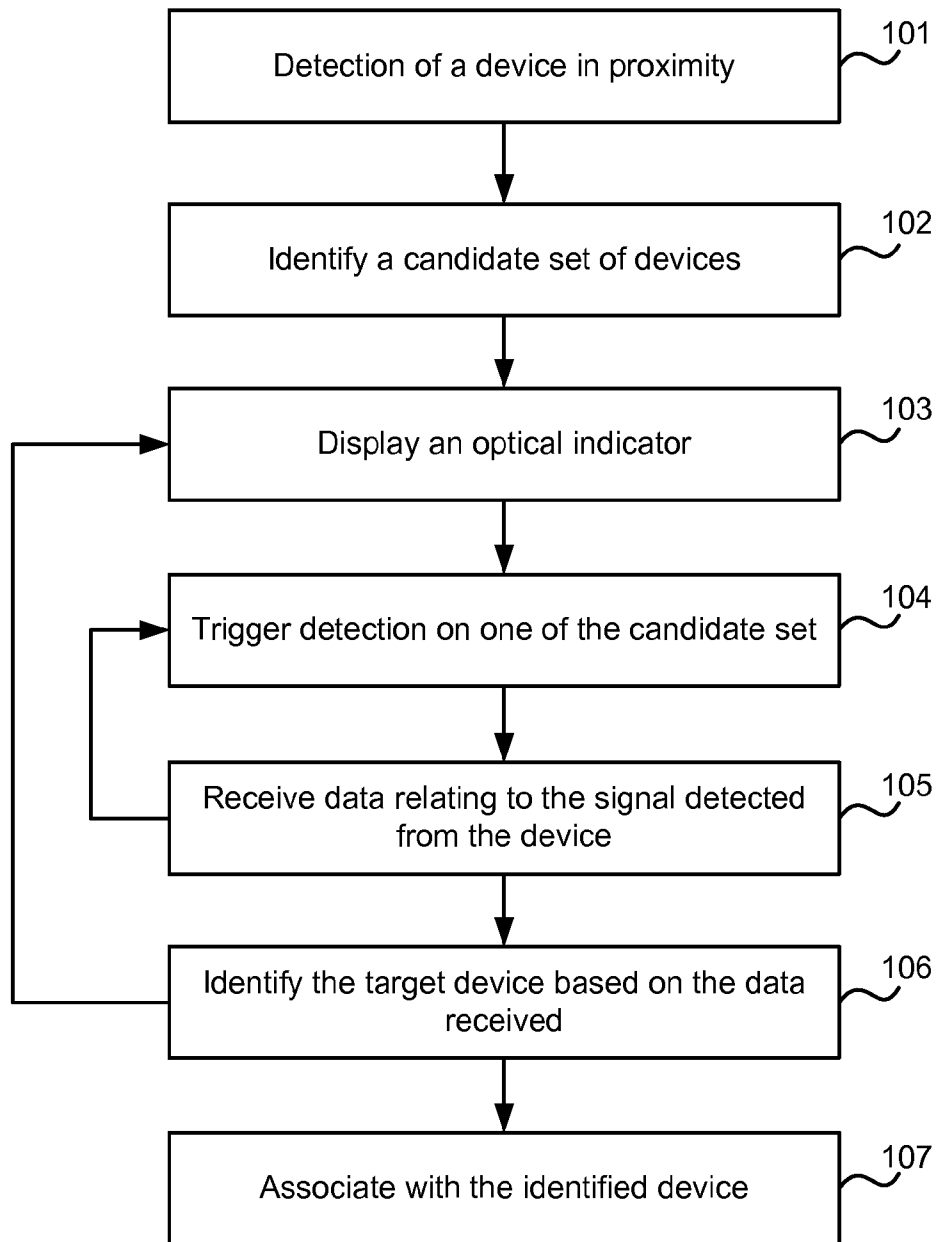 101
Detection of a device in proximity
102
Identify a candidate set of devices
103
Display an optical indicator
104
Trigger detection on one of the candidate set
105
Receive data relating to the signal detected
from the device
106
Identify the target device based on the data
received
107
Associate with the identified device